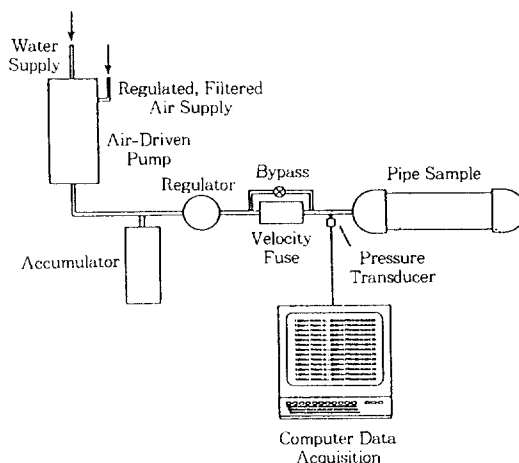 Water
Supply
Regulated, Filtered
Air Supply
Air-Driven
Pump
Regulator
Bypass
Pipe Sample
Accumulator
Velocity
Fuse
Pressure
Transducer
Computer Data
Acquisition